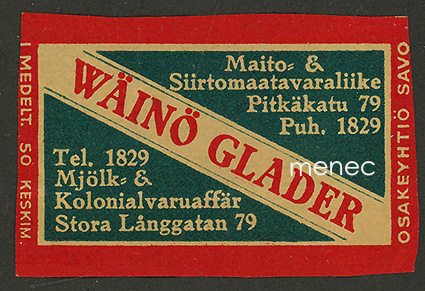 I MEDELT. 50 KESKIM.
Maito- &
Siirtomaatavaraliike
Pitkäkatu 79
Puh. 1829
WÄINÖ GLADER
Tel. 1829
Mjölk- &
Kolonialvaruaffär
Stora Långgatan 79
OSAKEYHTIÖ SAVO
menec